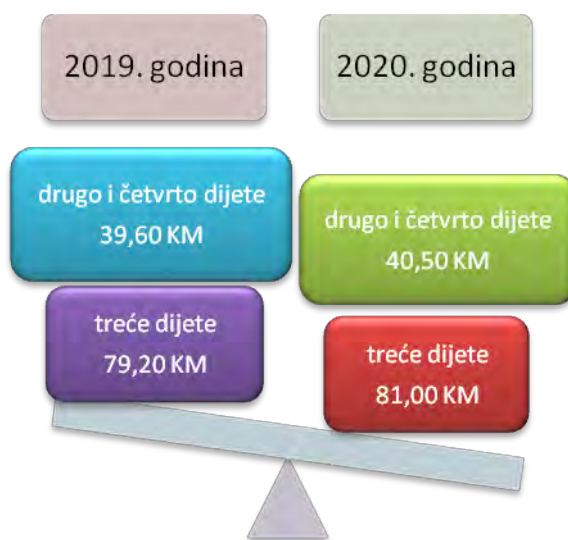 2019. godina
2020. godina
drugo i četvrto dijete
39,60 KM
drugo i četvrto dijete
40,50 KM
treće dijete
79,20 KM
treće dijete
81,00 KM